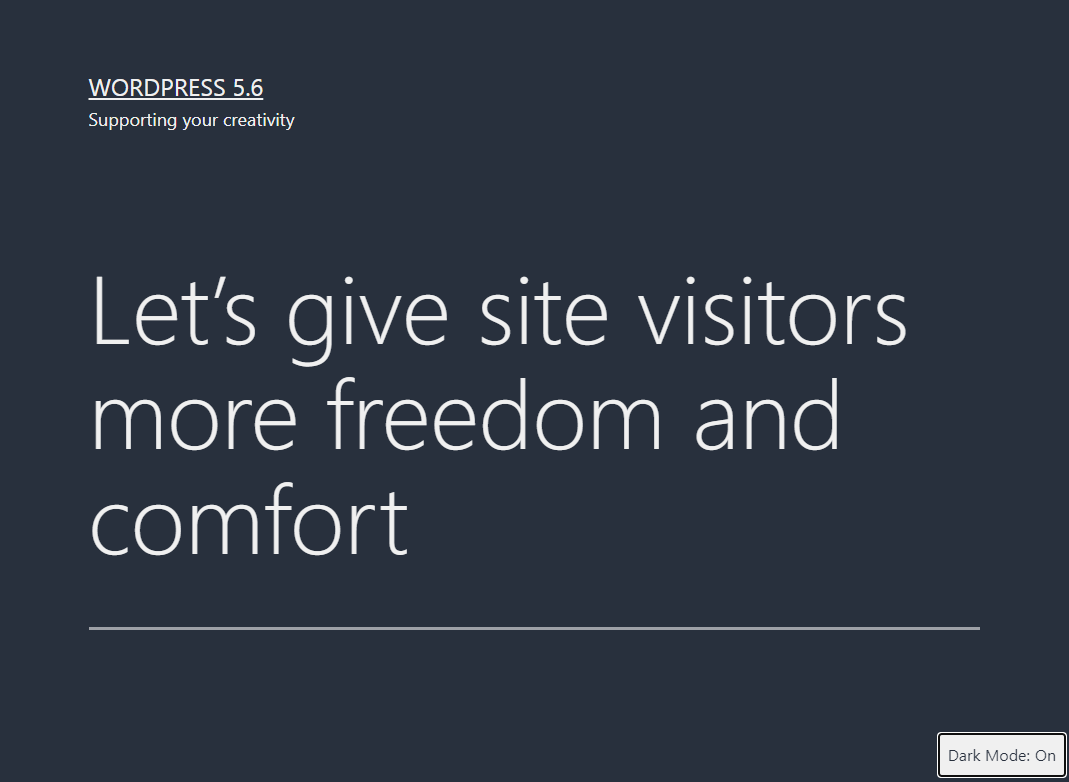 WORDPRESS 5.6
Supporting your creativity
Let’s give site visitors
more freedom and
comfort
Dark Mode: On